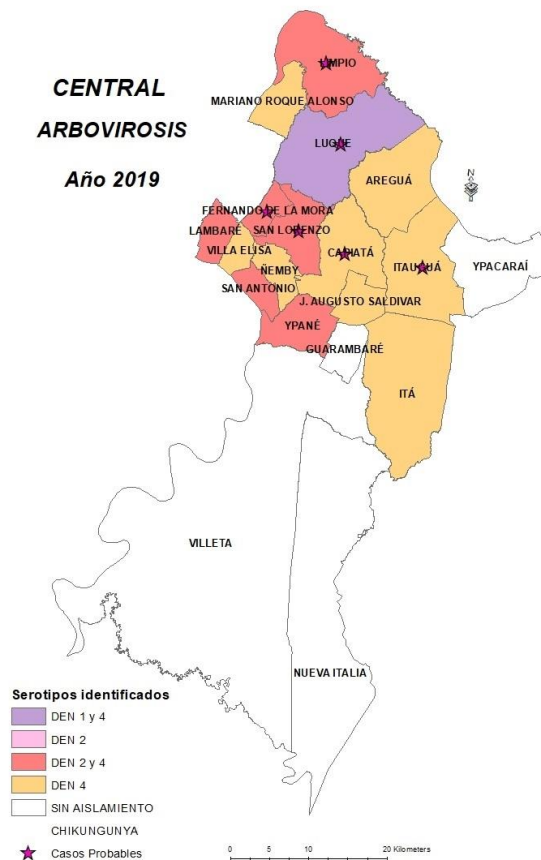 CENTRAL
ARBOVIROSIS
Año 2019
MARIANO ROQUE ALONSO
LUQUE
AREGUÁ
N
FERNANDO DE LA MORA
LAMBARÉ
SAN LORENZO
VILLA ELISA
ÑEMBY
YPACARAÍ
SAN ANTONIO
J. AUGUSTO SALDIVAR
YPANÉ
GUARAMBARÉ
ITÁ
VILLETA
NUEVA ITALIA
Serotipos identificados
DEN 1 y 4
DEN 2
DEN 2 y 4
DEN 4
SIN AISLAMIENTO
CHIKUNGUNYA
Casos Probables
0 5 10 20 Kilometers